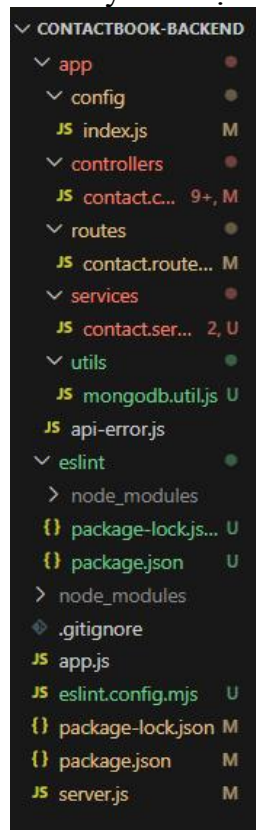 CONTACTBOOK-BACKEND
app
config
JS index.js M
controllers
JS contact.c... 9+, M
routes
JS contact.route... M
services
JS contact.ser... 2, U
utils
JS mongodb.util.js U
JS api-error.js
eslint
node_modules
{} package-lock.js... U
{} package.json U
node_modules
.gitignore
JS app.js
JS eslint.config.mjs U
{} package-lock.json M
{} package.json M
JS server.js M